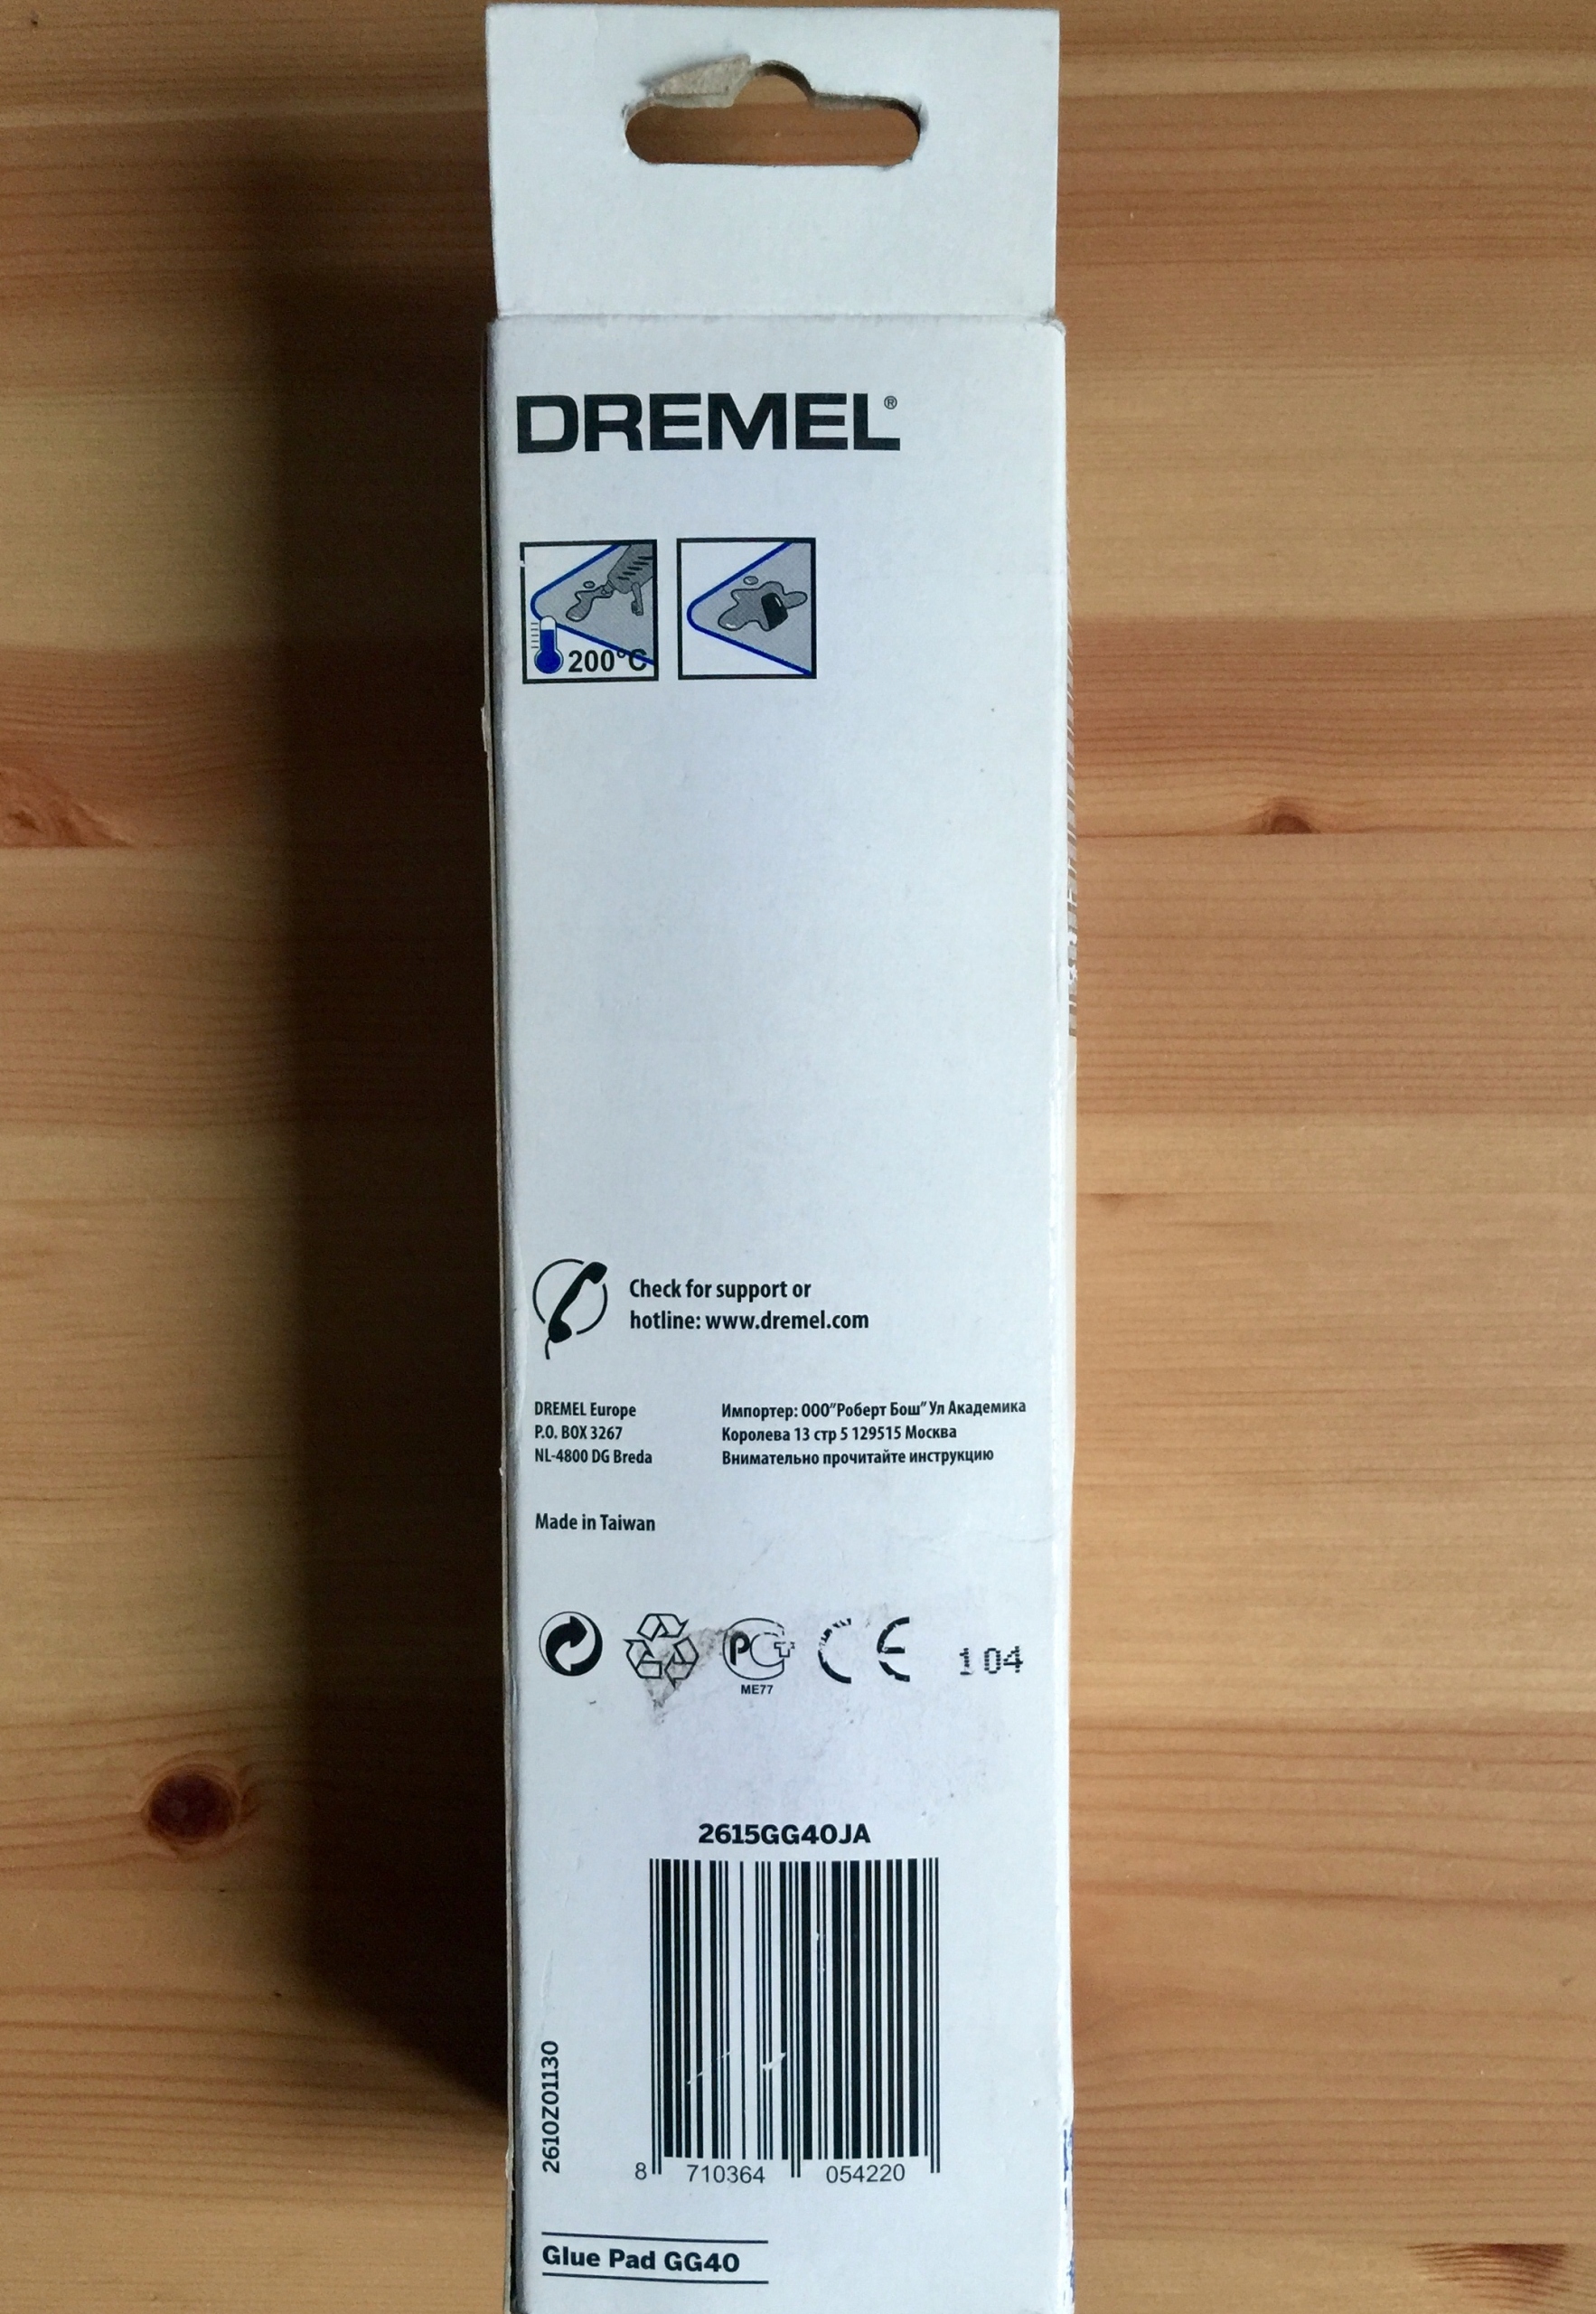 DREMEL®
200°C
Check for support or
hotline: www.dremel.com
DREMEL Europe
P.O. BOX 3267
NL-4800 DG Breda
Импортер: ООО"Роберт Бош" Ул Академика
Королева 13 стр 5 129515 Москва
Внимательно прочитайте инструкцию
Made in Taiwan
РСТ
ME77
CE
104
2615GG40JA
2610Z01130
8 710364 054220
Glue Pad GG40